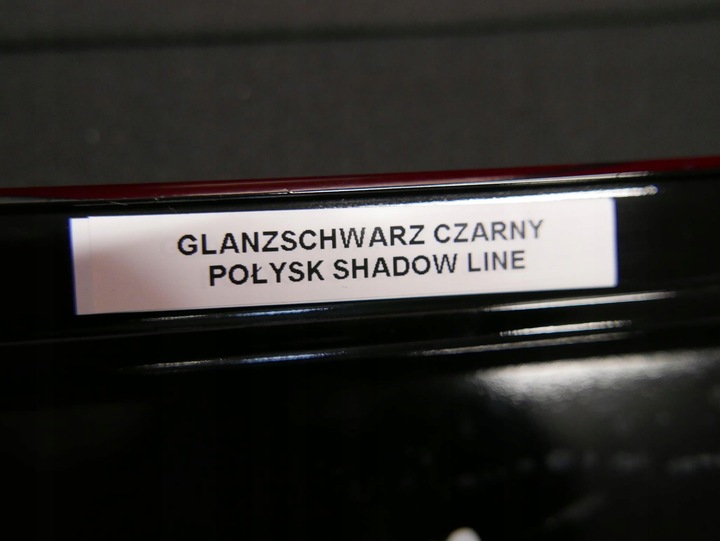 GLANZSCHWARZ CZARNY
POŁYSK SHADOW LINE